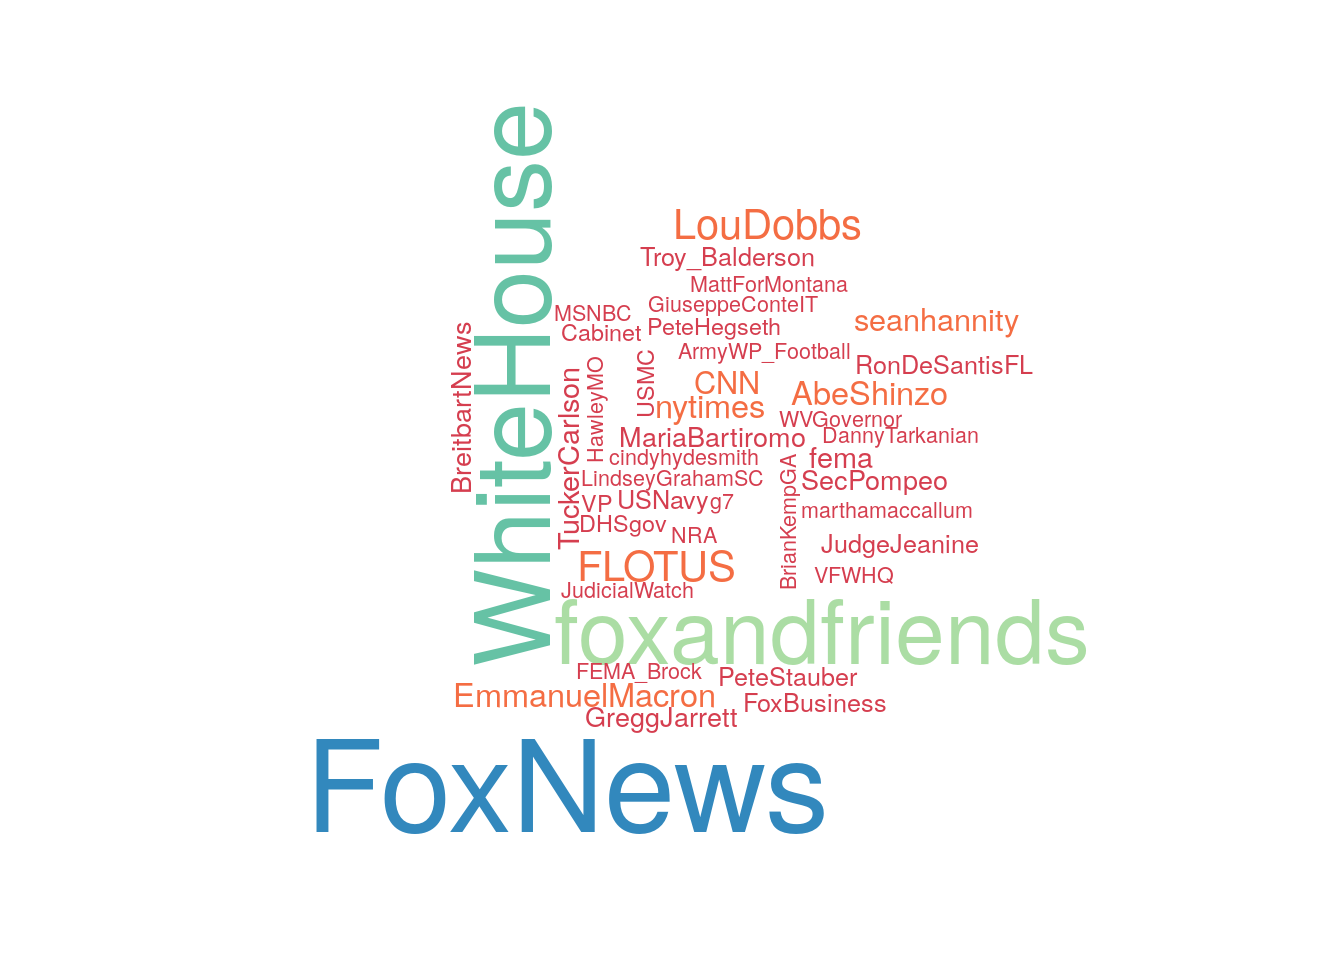 WhiteHouse
LouDobbs
Troy_Balderson
MattForMontana
GiuseppeConteIT
MSNBC
seanhannity
Cabinet
PeteHegseth
BreitbartNews
ArmyWP_Football
RonDeSantisFL
TuckerCarlson
HawleyMO
USMC
CNN
AbeShinzo
nytimes
WVGovernor
MariaBartiromo
DannyTarkanian
cindyhydesmith
fema
LindseyGrahamSC
SecPompeo
BrianKempGA
VP
USNavy
g7
marthamaccallum
DHSgov
NRA
JudgeJeanine
FLOTUS
VFWHQ
JudicialWatch
foxandfriends
FEMA_Brock
PeteStauber
EmmanuelMacron
FoxBusiness
GreggJarrett
FoxNews